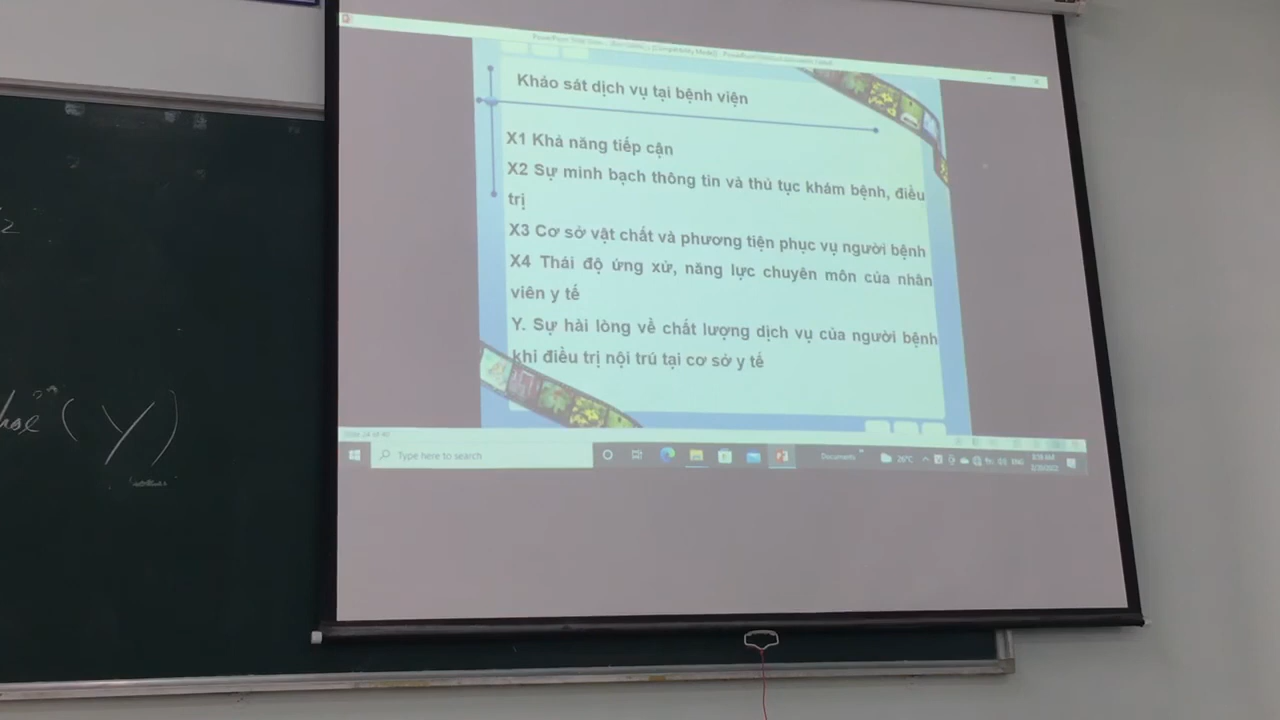 Khảo sát dịch vụ tại bệnh viện
X1 Khả năng tiếp cận
X2 Sự minh bạch thông tin và thủ tục khám bệnh, điều
trị
X3 Cơ sở vật chất và phương tiện phục vụ người bệnh
X4 Thái độ ứng xử, năng lực chuyên môn của nhân
viên y tế
Y. Sự hài lòng về chất lượng dịch vụ của người bệnh
khi điều trị nội trú tại cơ sở y tế
(Y)
Type here to search
Documents
26°C
ENG